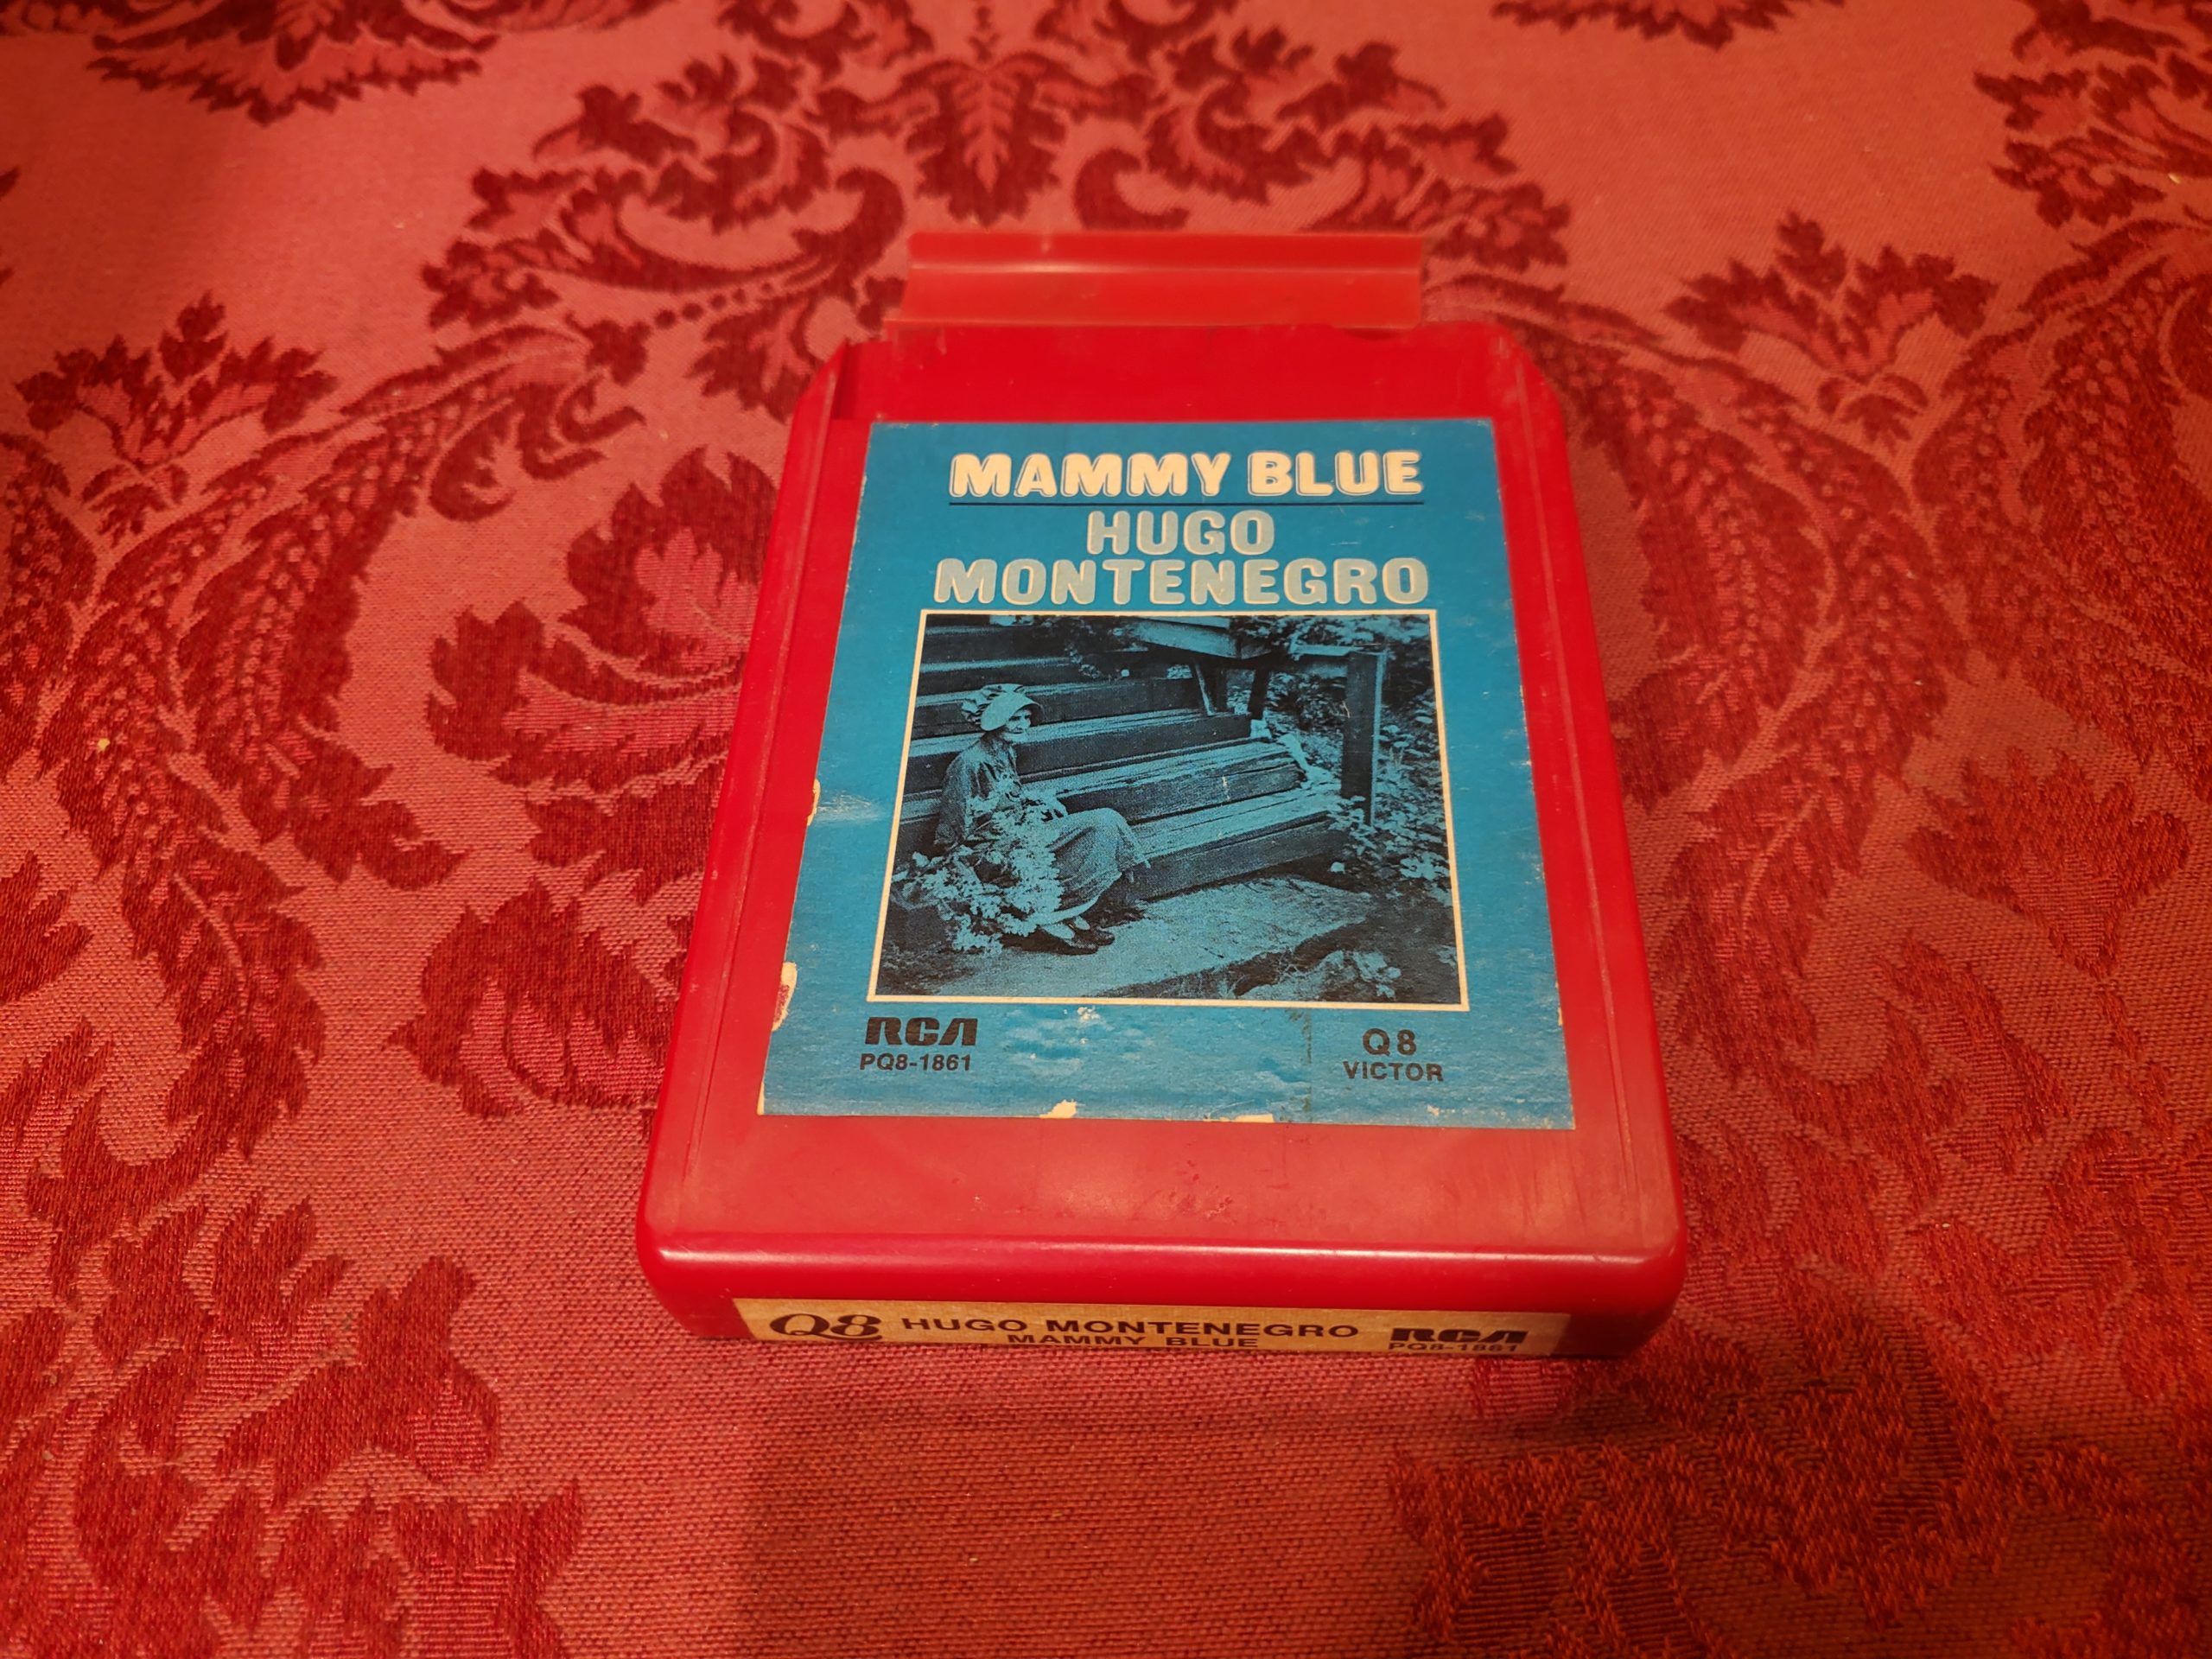 MAMMY BLUE
HUGO
MONTENEGRO
RCA
PQ8-1861
Q8
VICTOR
Q8 HUGO MONTENEGRO RCA
MAMMY BLUE PQ8-1861